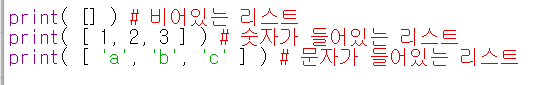 print( [] ) # 비어있는 리스트
print( [ 1, 2, 3 ] ) # 숫자가 들어있는 리스트
print( [ 'a', 'b', 'c' ] ) # 문자가 들어있는 리스트